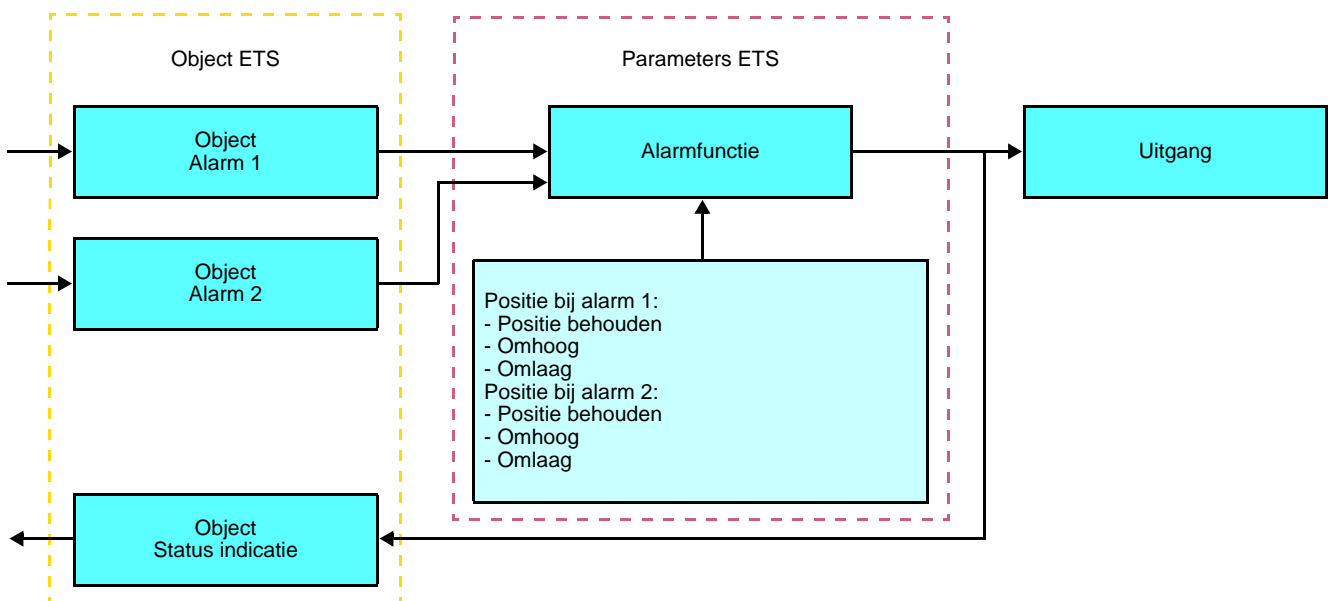 Object ETS
Parameters ETS
Object
Alarm 1
Alarmfunctie
Uitgang
Object
Alarm 2
Positie bij alarm 1:
- Positie behouden
- Omhoog
- Omlaag
Positie bij alarm 2:
- Positie behouden
- Omhoog
- Omlaag
Object
Status indicatie